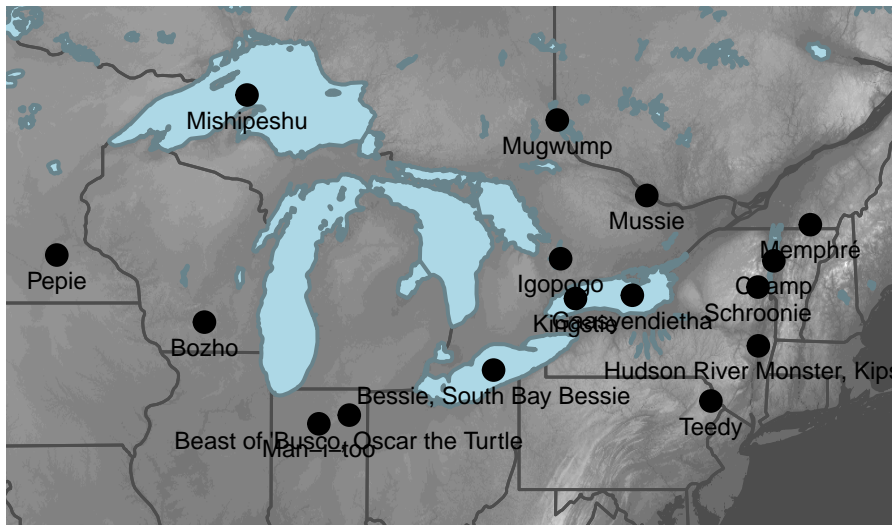 Mishipeshu
Mugwump
Mussie
Memphré
Pepie
Igopogo
Champ
Schroonie
Kingstie
Gaasyendietha
Bozho
Hudson River Monster, Kips
Bessie, South Bay Bessie
Teedy
Beast of 'Busco, Oscar the Turtle
Man–i–too